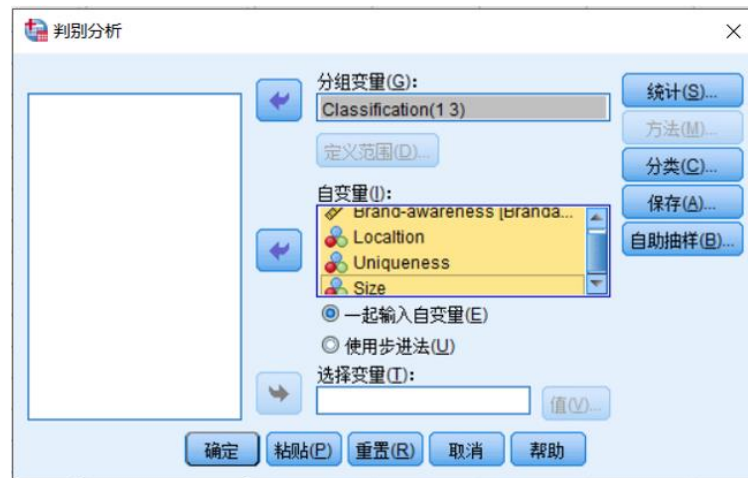 判别分析
分组变量(G):
Classification(1 3)
定义范围(D)...
自变量(I):
Brand-awareness [Branda...
Localtion
Uniqueness
Size
一起输入自变量(E)
使用步进法(U)
选择变量(T):
值(V)...
统计(S)...
方法(M)...
分类(C)...
保存(A)...
自助抽样(B)...
确定 粘贴(P) 重置(R) 取消 帮助